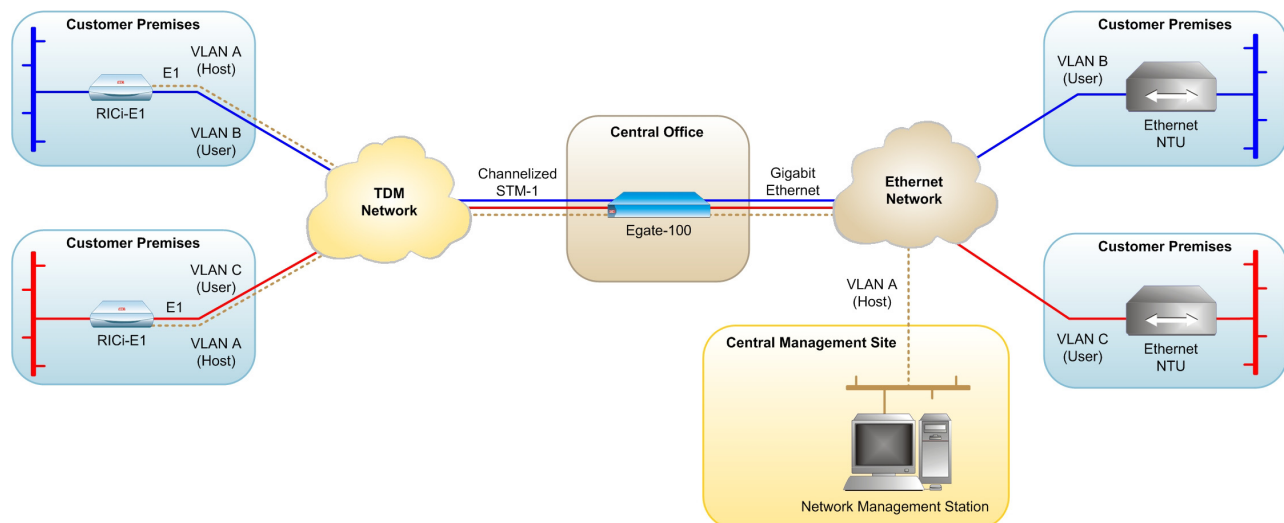 Customer Premises
VLAN A
(Host)
E1
RICi-E1
VLAN B
(User)
TDM
Network
Customer Premises
VLAN C
(User)
E1
RICi-E1
VLAN A
(Host)
Channelized
STM-1
Central Office
Egate-100
Gigabit
Ethernet
Ethernet
Network
VLAN A
(Host)
Central Management Site
Network Management Station
Customer Premises
VLAN B
(User)
Ethernet
NTU
Customer Premises
VLAN C
(User)
Ethernet
NTU